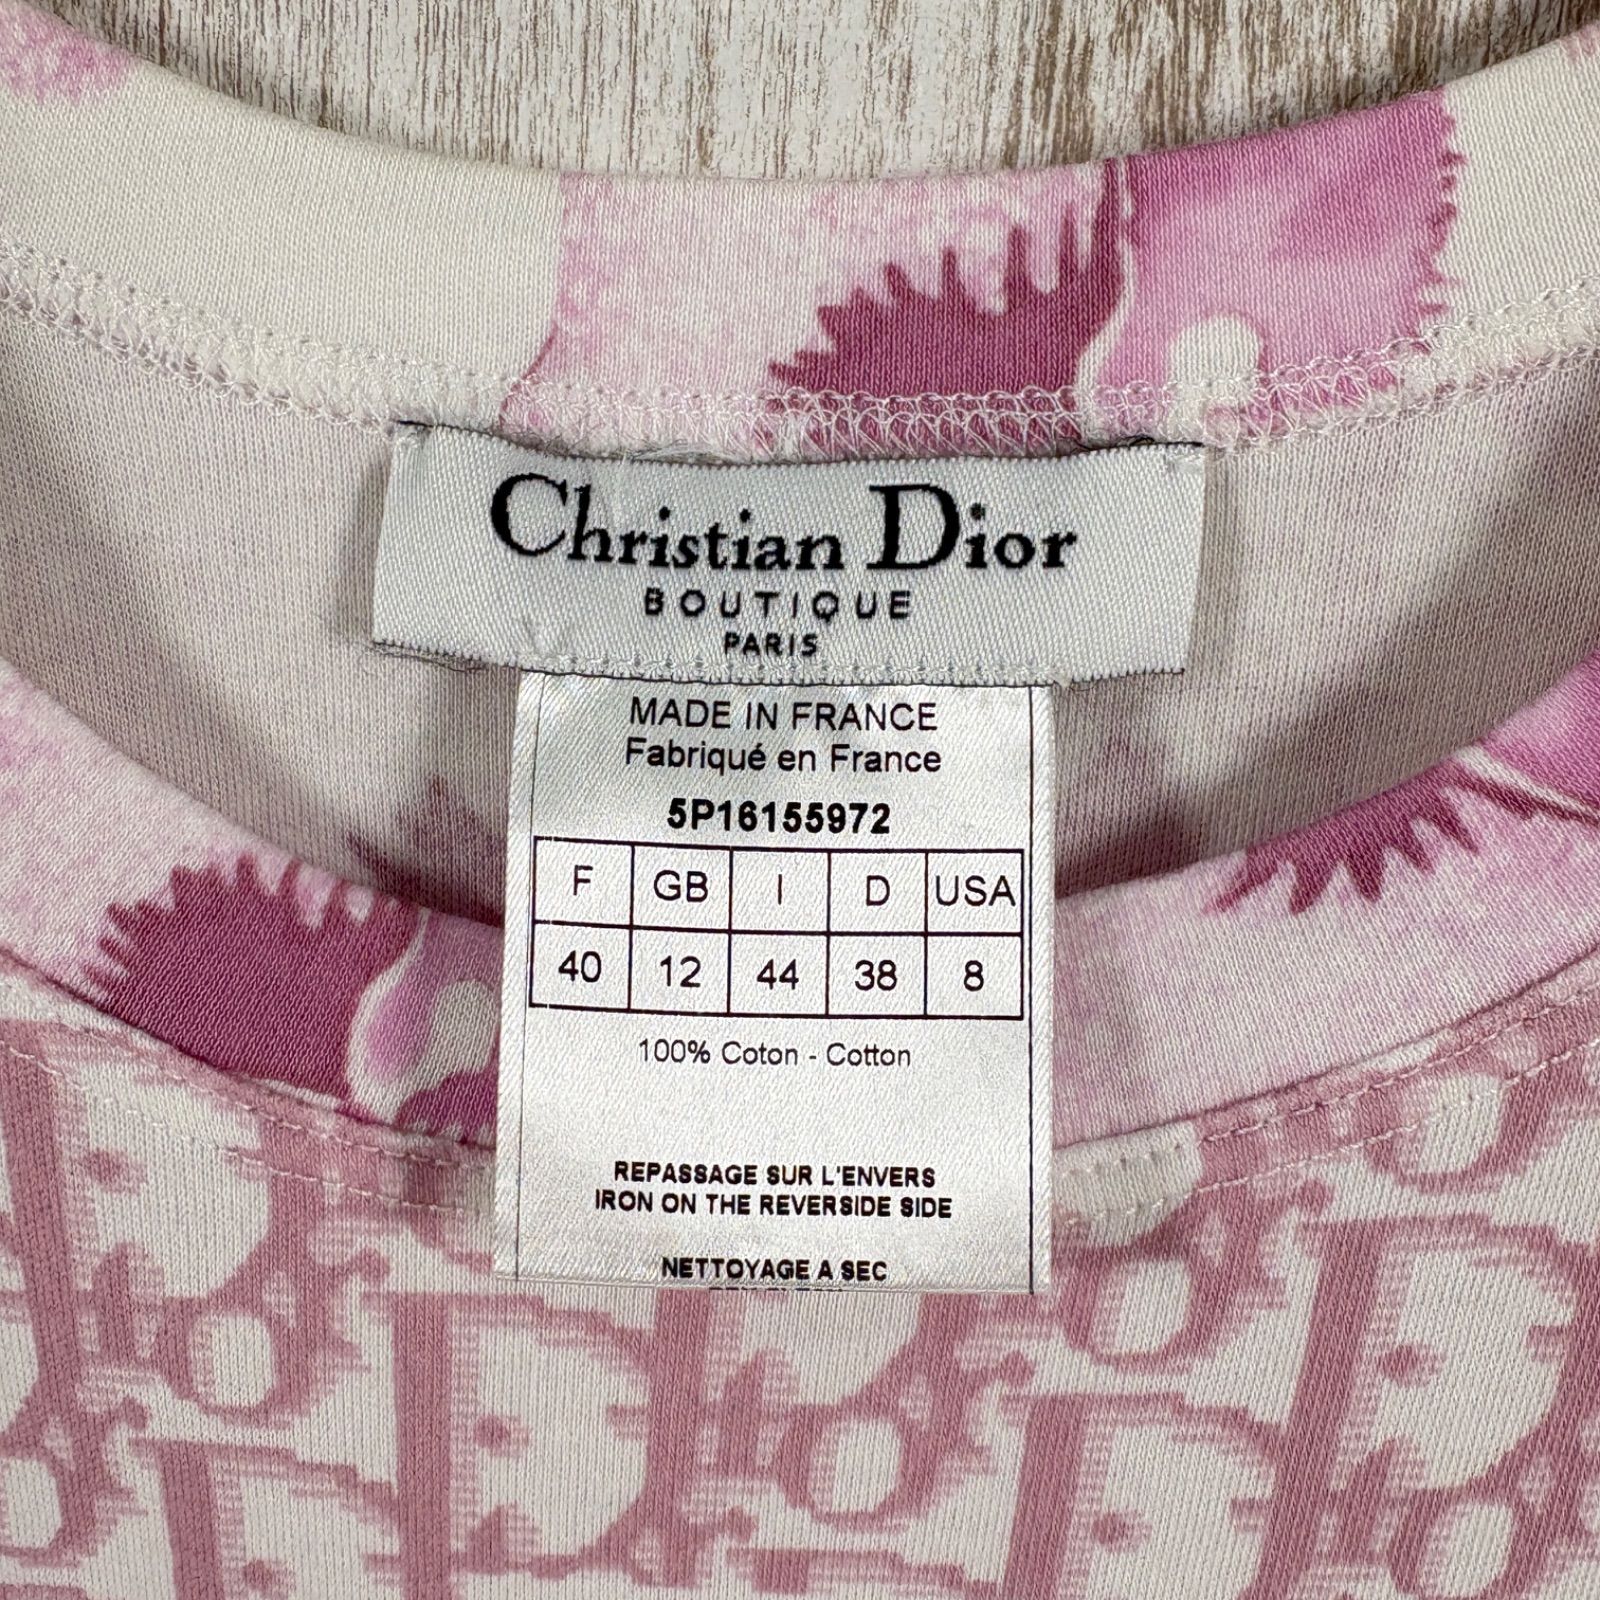 Christian Dior
BOUTIQUE
PARIS
MADE IN FRANCE
Fabriqué en France
5P16155972
F GB I D USA
40 12 44 38 8
100% Coton - Cotton
REPASSAGE SUR L'ENVERS
IRON ON THE REVERSIDE SIDE
NETTOYAGE A SEC